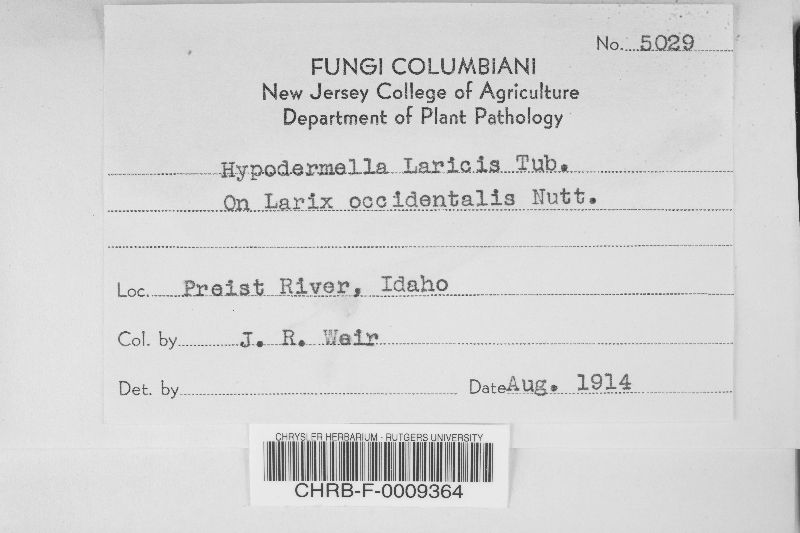 No. 5029
FUNGI COLUMBIANI
New Jersey College of Agriculture
Department of Plant Pathology
Hypodermella Laricis Tub.
On Larix occidentalis Nutt.
Loc. Preist River, Idaho
Col. by J. R. Weir
Det. by Date Aug. 1914
CHRYSLER HERBARIUM - RUTGERS UNIVERSITY
CHRB-F-0009364